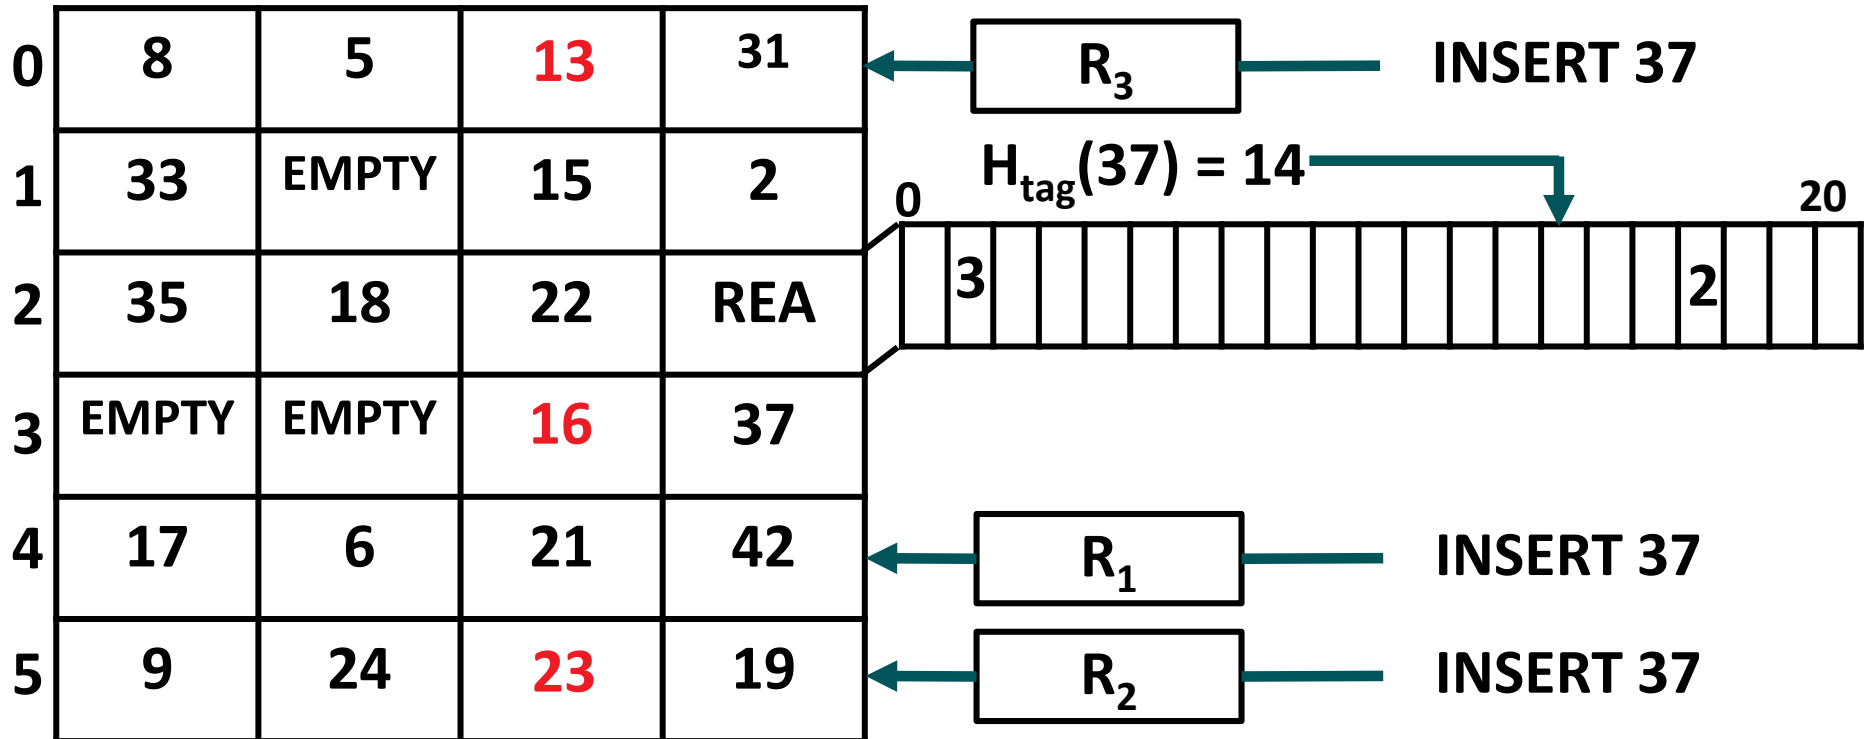 0 8 5 13 31 R3 INSERT 37
1 33 EMPTY 15 2 Htag(37) = 14
0 20
2 35 18 22 REA 3 2
3 EMPTY EMPTY 16 37
4 17 6 21 42 R1 INSERT 37
5 9 24 23 19 R2 INSERT 37